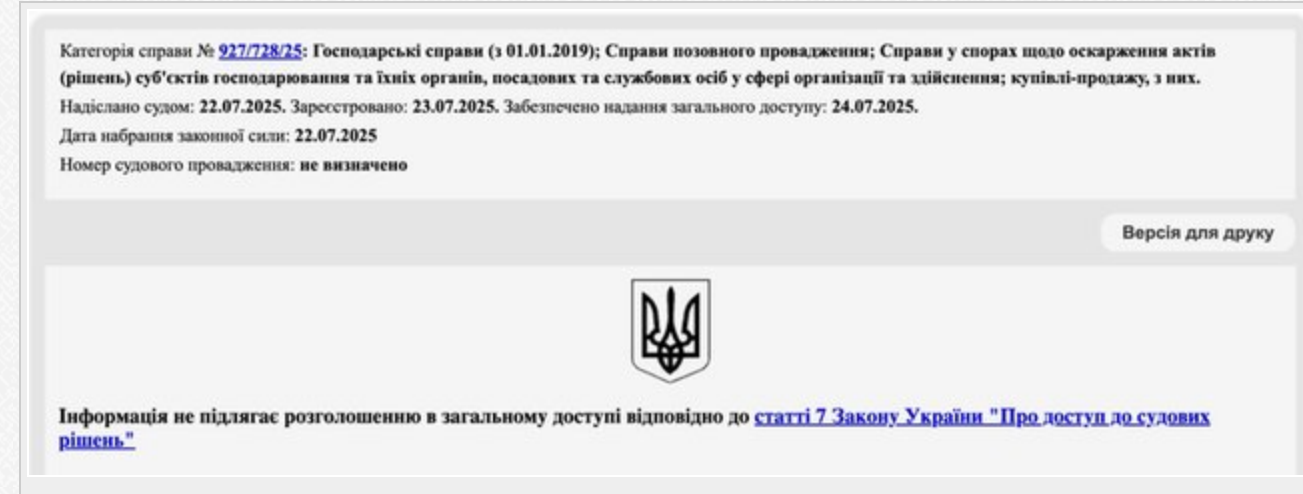 Категорія справи № 927/728/25: Господарські справи (з 01.01.2019); Справи позовного провадження; Справи у спорах щодо оскарження актів
(рішень) суб'єктів господарювання та їхніх органів, посадових та службових осіб у сфері організації та здійснення; купівлі-продажу, з них.
Надіслано судом: 22.07.2025. Зареєстровано: 23.07.2025. Забезпечено надання загального доступу: 24.07.2025.
Дата набрання законної сили: 22.07.2025
Номер судового провадження: не визначено
Версія для друку
Інформація не підлягає розголошенню в загальному доступі відповідно до статті 7 Закону України "Про доступ до судових
рішень"